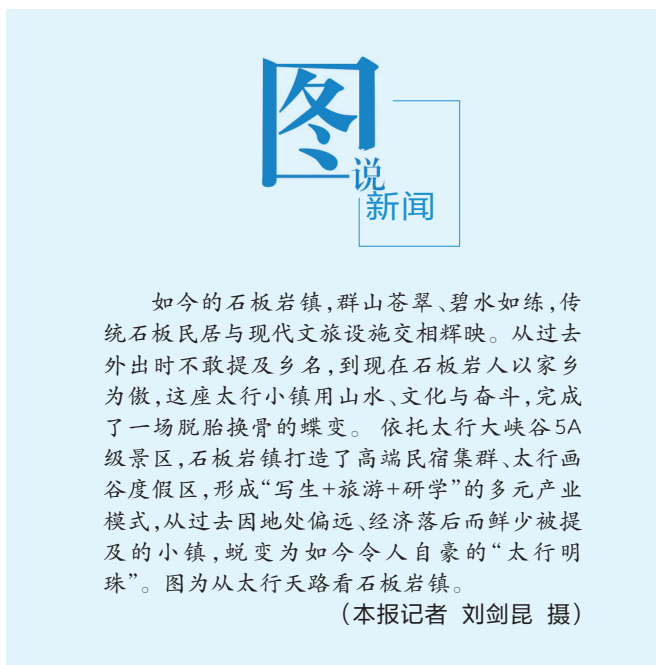 图
说
新闻
如今的石板岩镇,群山苍翠、碧水如练,传
统石板民居与现代文旅设施交相辉映。从过去
外出时不敢提及乡名,到现在石板岩人以家乡
为傲,这座太行小镇用山水、文化与奋斗,完成
了一场脱胎换骨的蝶变。 依托太行大峡谷5A
级景区,石板岩镇打造了高端民宿集群、太行画
谷度假区,形成“写生+旅游+研学”的多元产业
模式,从过去因地处偏远、经济落后而鲜少被提
及的小镇,蜕变为如今令人自豪的“太行明
珠”。图为从太行天路看石板岩镇。
(本报记者 刘剑昆 摄)